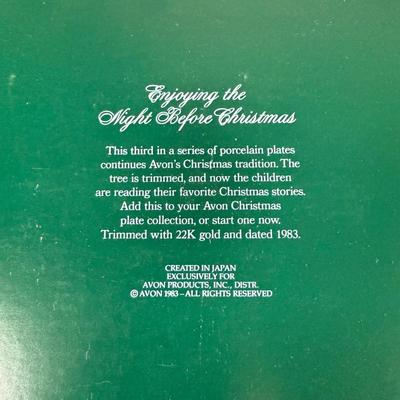 Enjoying the
Night Before Christmas
This third in a series of porcelain plates
continues Avon's Christmas tradition. The
tree is trimmed, and now the children
are reading their favorite Christmas stories.
Add this to your Avon Christmas
plate collection, or start one now.
Trimmed with 22K gold and dated 1983.
CREATED IN JAPAN
EXCLUSIVELY FOR
AVON PRODUCTS, INC., DISTR.
© AVON 1983 – ALL RIGHTS RESERVED